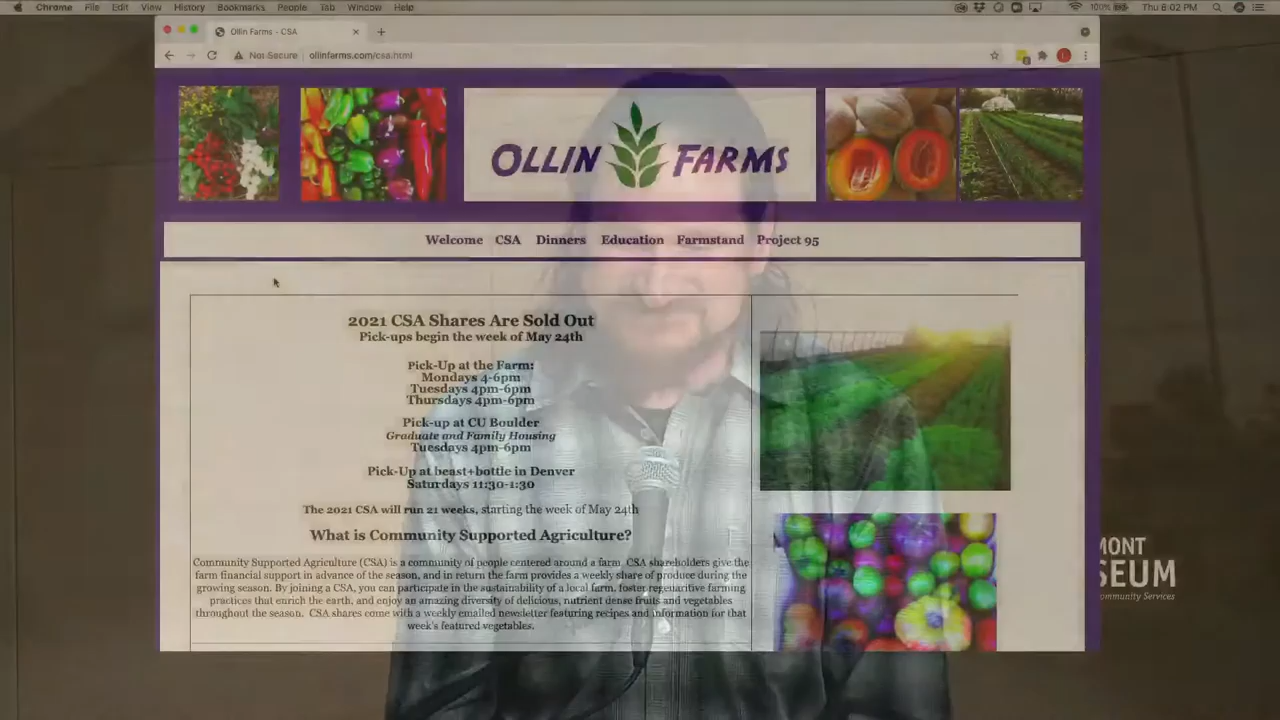 Chrome File Edit View History Bookmarks People Tab Window Help
100% Thu 6:02 PM
Ollin Farms - CSA
Not Secure ollinfarms.com/csa.html
OLLIN FARMS
Welcome CSA Dinners Education Farmstand Project 95
2021 CSA Shares Are Sold Out
Pick-ups begin the week of May 24th
Pick-Up at the Farm:
Mondays 4-6pm
Tuesdays 4pm-6pm
Thursdays 4pm-6pm
Pick-up at CU Boulder
Graduate and Family Housing
Tuesdays 4pm-6pm
Pick-Up at beast+bottle in Denver
Saturdays 11:30-1:30
The 2021 CSA will run 21 weeks, starting the week of May 24th
What is Community Supported Agriculture?
Community Supported Agriculture (CSA) is a community of people centered around a farm. CSA shareholders give the
farm financial support in advance of the season, and in return the farm provides a weekly share of produce during the
growing season. By joining a CSA, you can participate in the sustainability of a local farm, foster regenaritive farming
practices that enrich the earth, and enjoy an amazing diversity of delicious, nutrient dense fruits and vegetables
throughout the season. CSA shares come with a weekly emailed newsletter featuring recipes and information for that
week's featured vegetables.
MONT
SEUM
ommunity Services